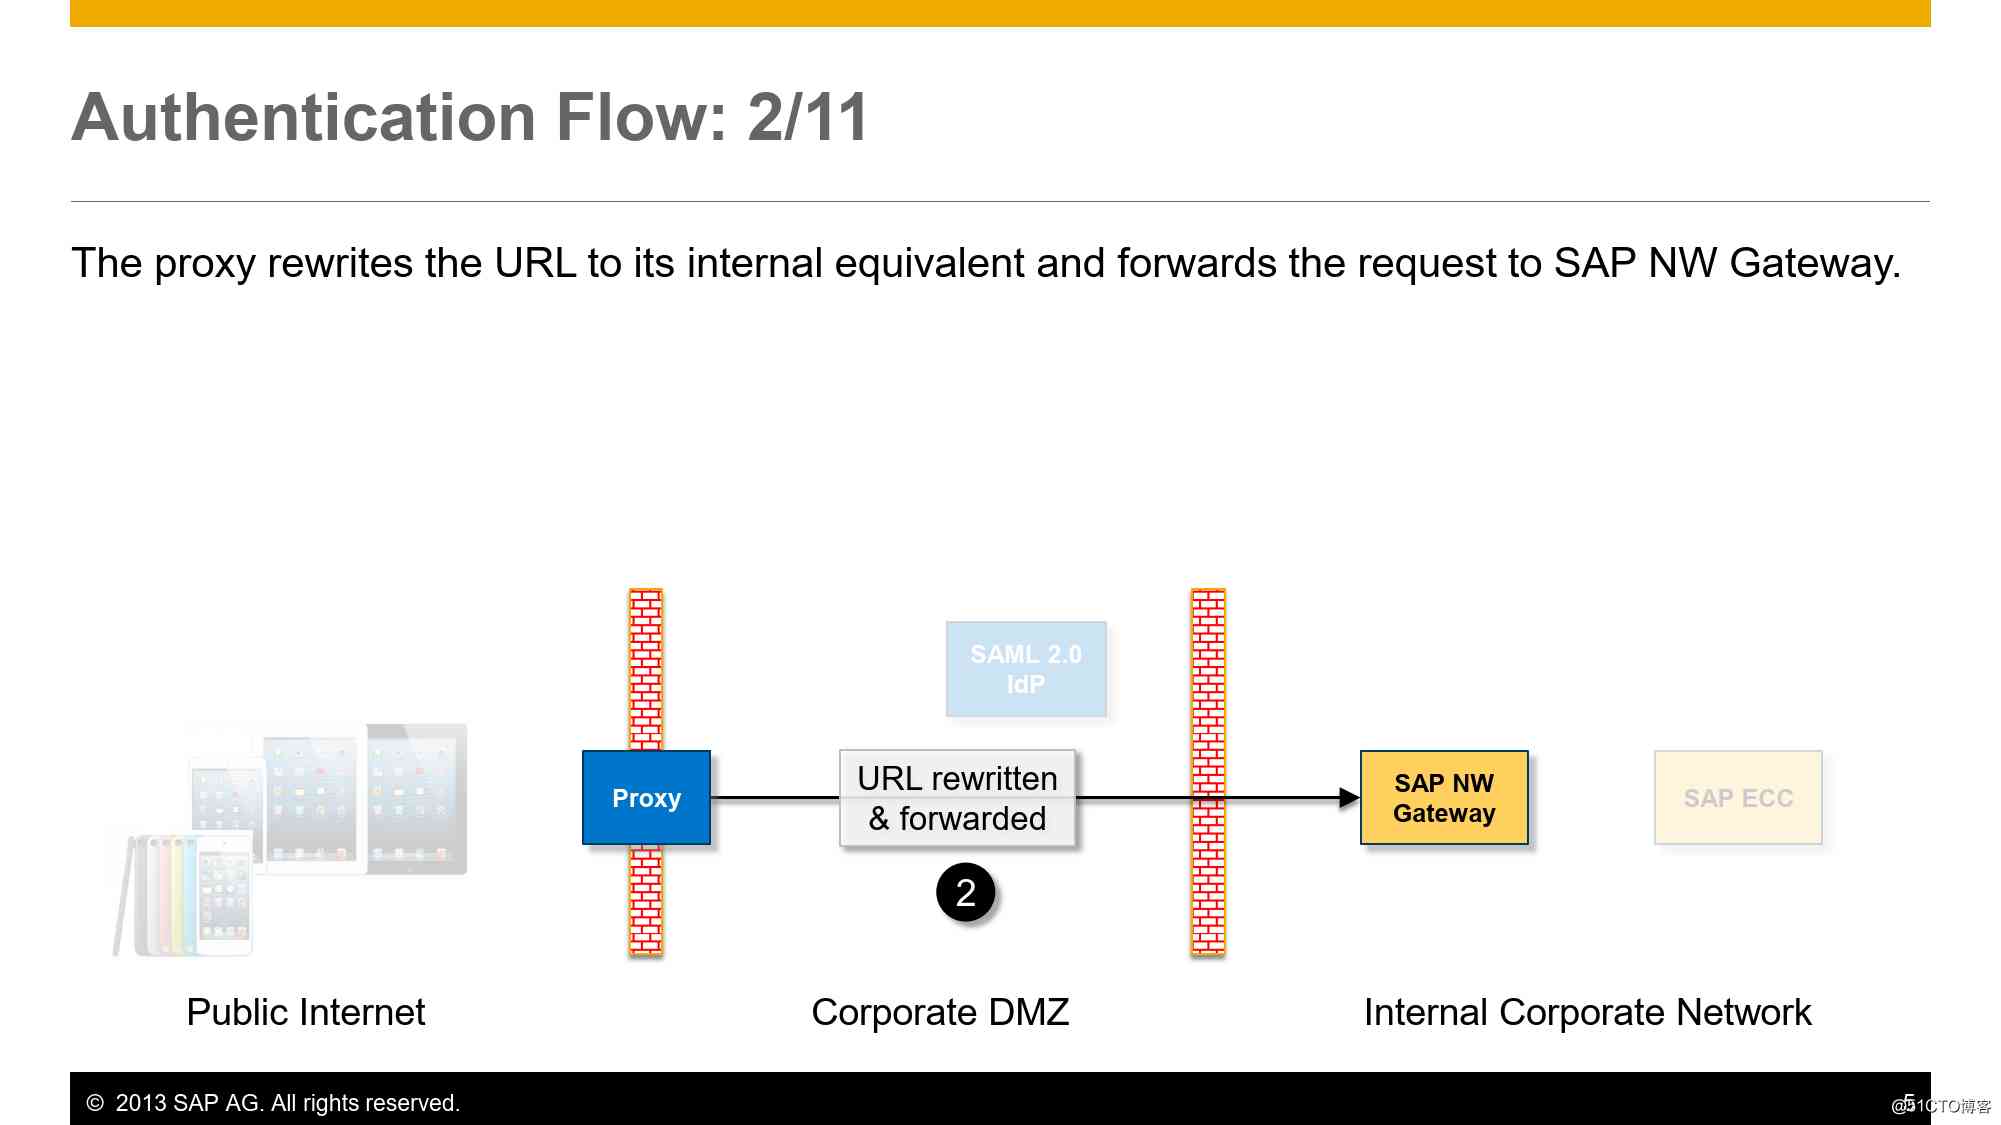 Authentication Flow: 2/11
The proxy rewrites the URL to its internal equivalent and forwards the request to SAP NW Gateway.
SAML 2.0
IdP
Proxy
URL rewritten
& forwarded
SAP NW
Gateway
SAP ECC
2
Public Internet
Corporate DMZ
Internal Corporate Network
© 2013 SAP AG. All rights reserved.
5
@51CTO博客